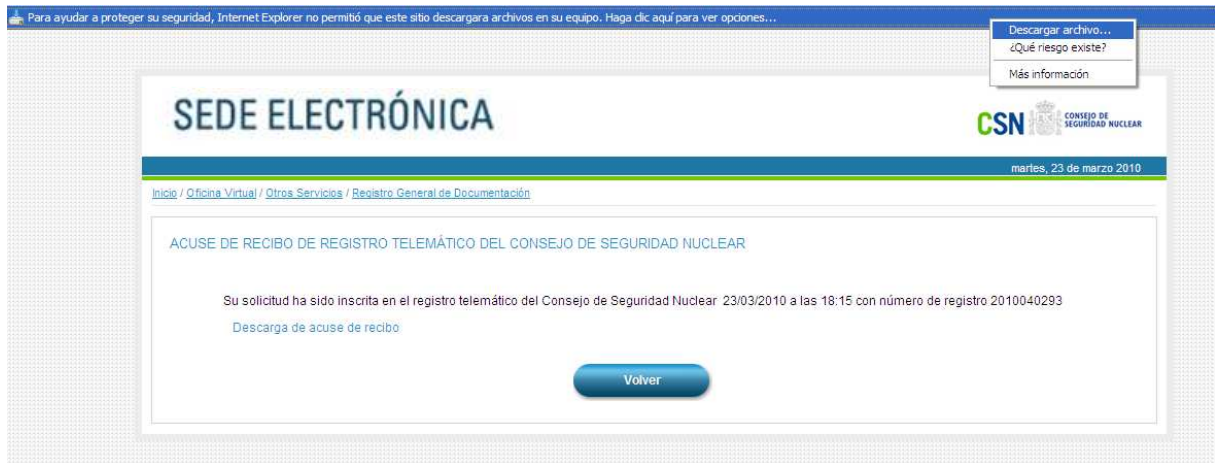 Para ayudar a proteger su seguridad, Internet Explorer no permitió que este sitio descargara archivos en su equipo. Haga clic aquí para ver opciones...
Descargar archivo...
¿Qué riesgo existe?
Más información
SEDE ELECTRÓNICA
CSN
CONSEJO DE
SEGURIDAD NUCLEAR
martes, 23 de marzo 2010
Inicio / Oficina Virtual / Otros Servicios / Registro General de Documentación
ACUSE DE RECIBO DE REGISTRO TELEMÁTICO DEL CONSEJO DE SEGURIDAD NUCLEAR
Su solicitud ha sido inscrita en el registro telemático del Consejo de Seguridad Nuclear 23/03/2010 a las 18:15 con número de registro 2010040293
Descarga de acuse de recibo
Volver